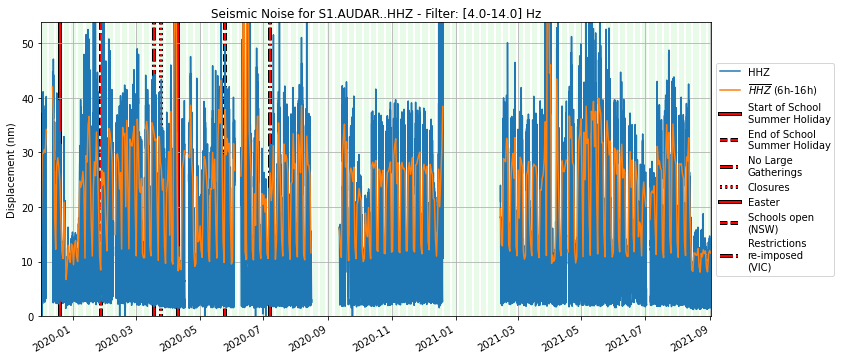 Seismic Noise for S1.AUDAR..HHZ - Filter: [4.0-14.0] Hz
Displacement (nm)
50
40
30
20
10
0
2020-01
2020-03
2020-05
2020-07
2020-09
2020-11
2021-01
2021-03
2021-05
2021-07
2021-09
HHZ
HHZ (6h-16h)
Start of School
Summer Holiday
End of School
Summer Holiday
No Large
Gatherings
Closures
Easter
Schools open
(NSW)
Restrictions
re-imposed
(VIC)